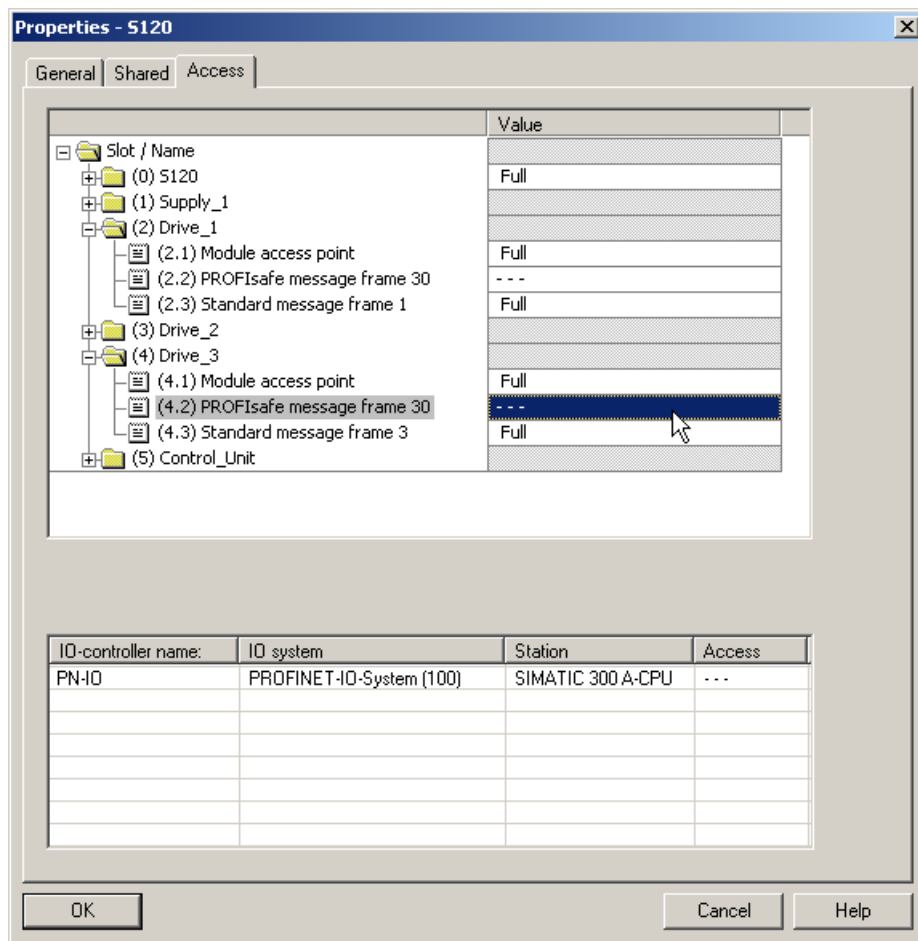 Properties - S120
General Shared Access
Value
Slot / Name
(0) S120 Full
(1) Supply_1
(2) Drive_1
(2.1) Module access point Full
(2.2) PROFIsafe message frame 30 - - -
(2.3) Standard message frame 1 Full
(3) Drive_2
(4) Drive_3
(4.1) Module access point Full
(4.2) PROFIsafe message frame 30 - - -
(4.3) Standard message frame 3 Full
(5) Control_Unit
IO-controller name: IO system Station Access
PN-IO PROFINET-IO-System (100) SIMATIC 300 A-CPU - - -
OK Cancel Help